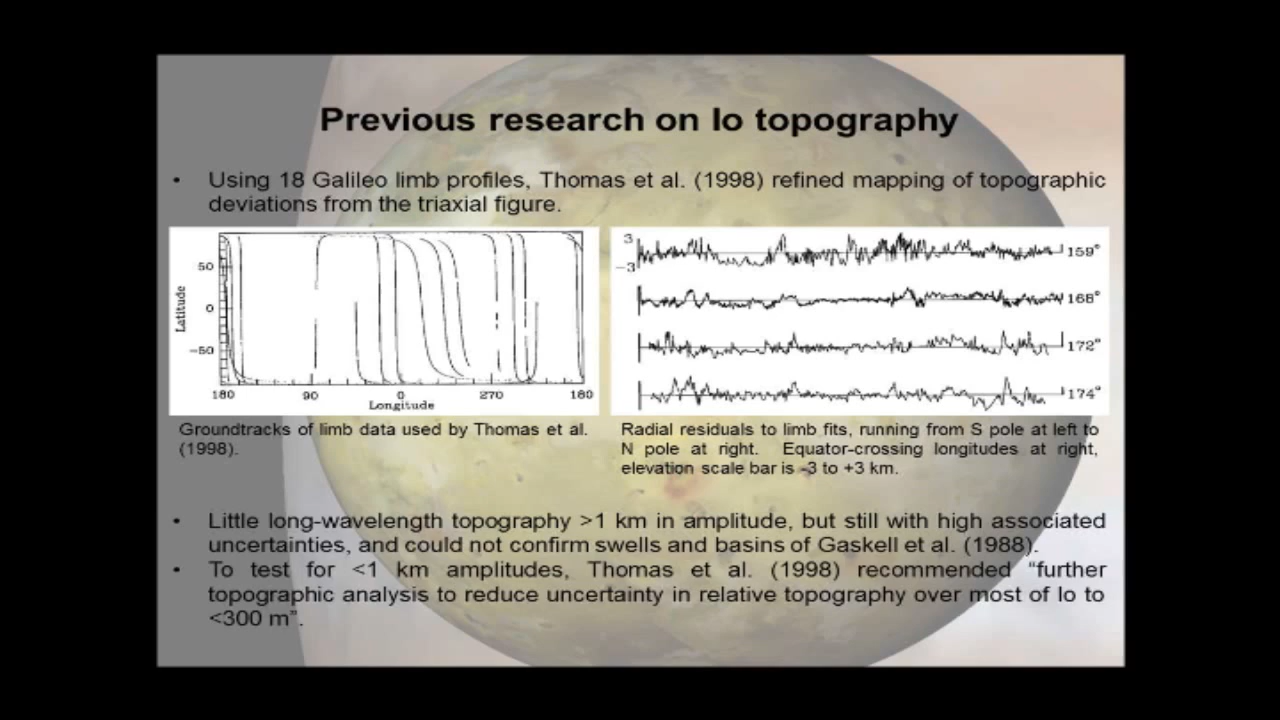 Previous research on Io topography
• Using 18 Galileo limb profiles, Thomas et al. (1998) refined mapping of topographic
deviations from the triaxial figure.
50
0
−50
Latitude
180 90 0 270 180
Longitude
3
−3
159°
168°
172°
174°
Groundtracks of limb data used by Thomas et al.
(1998).
Radial residuals to limb fits, running from S pole at left to
N pole at right. Equator-crossing longitudes at right,
elevation scale bar is -3 to +3 km.
• Little long-wavelength topography >1 km in amplitude, but still with high associated
uncertainties, and could not confirm swells and basins of Gaskell et al. (1988).
• To test for <1 km amplitudes, Thomas et al. (1998) recommended “further
topographic analysis to reduce uncertainty in relative topography over most of Io to
<300 m”.